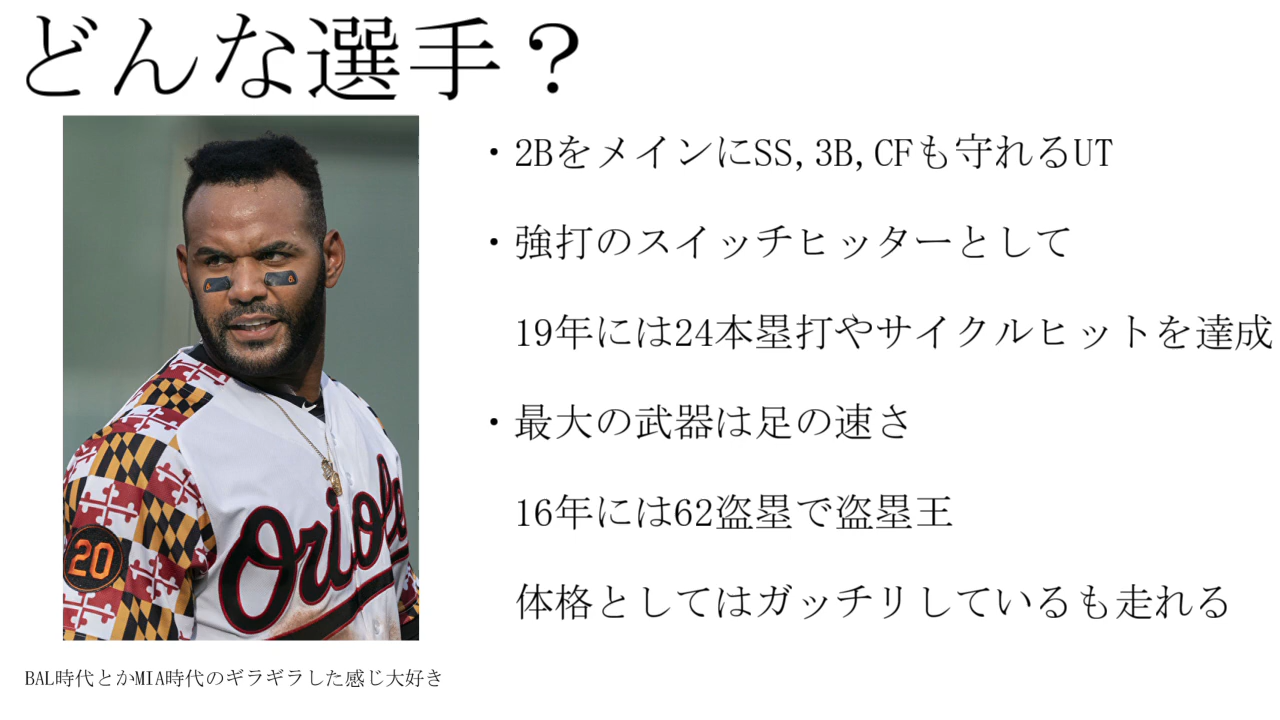 どんな選手？
・2BをメインにSS,3B,CFも守れるUT
・強打のスイッチヒッターとして
19年には24本塁打やサイクルヒットを達成
・最大の武器は足の速さ
16年には62盗塁で盗塁王
体格としてはガッチリしているも走れる
Orioles
20
BAL時代とかMIA時代のギラギラした感じ大好き